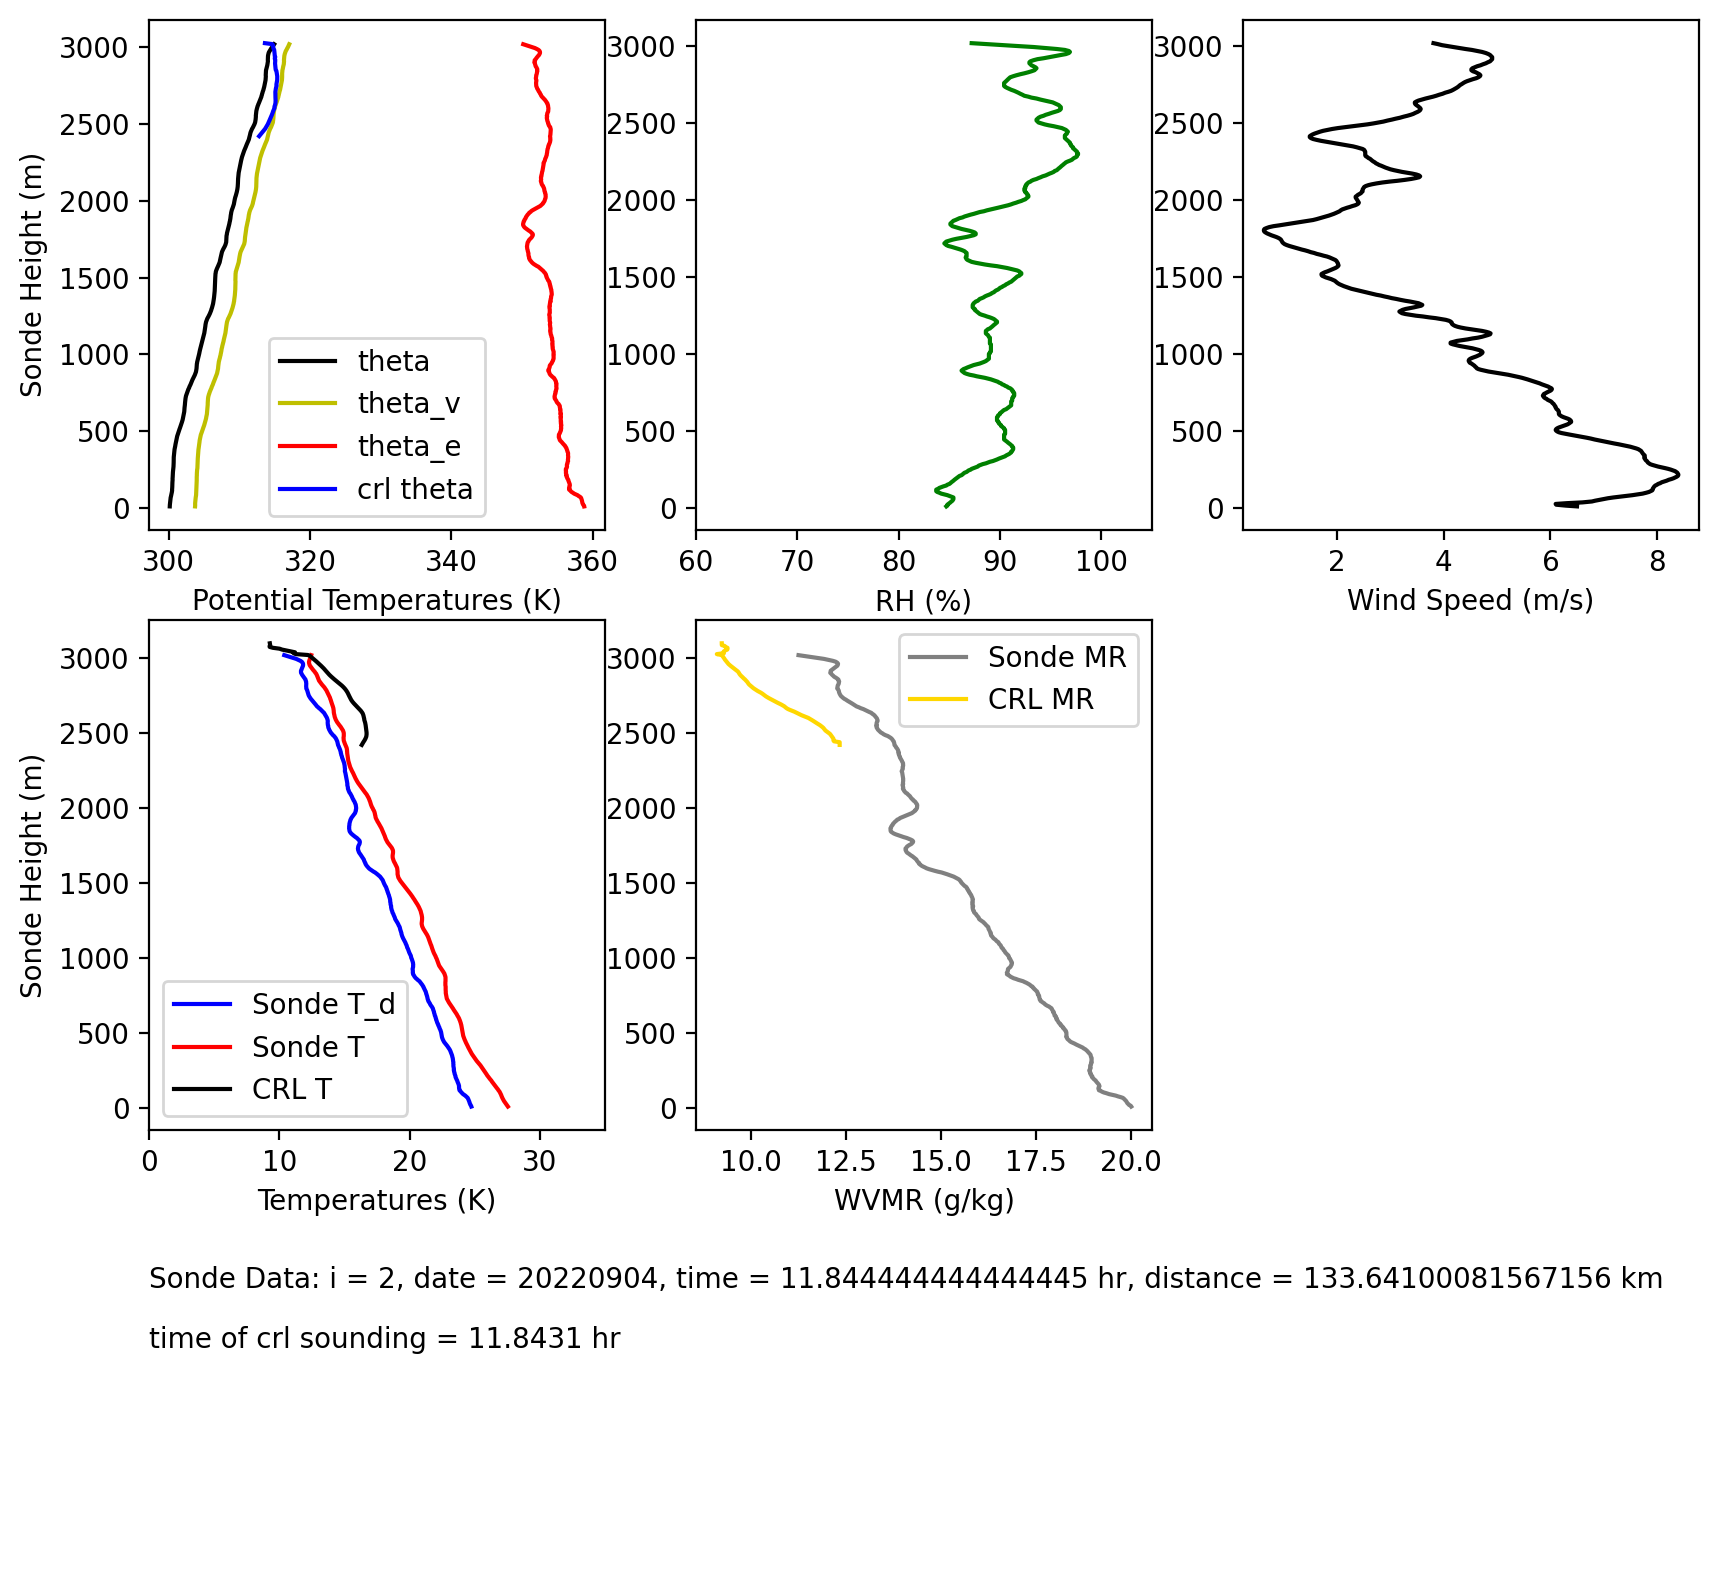 3000
2500
2000
1500
1000
500
0
Sonde Height (m)
theta
theta_v
theta_e
crl theta
300 320 340 360
Potential Temperatures (K)
3000
2500
2000
1500
1000
500
0
60 70 80 90 100
RH (%)
3000
2500
2000
1500
1000
500
0
2 4 6 8
Wind Speed (m/s)
3000
2500
2000
1500
1000
500
0
Sonde Height (m)
Sonde T_d
Sonde T
CRL T
0 10 20 30
Temperatures (K)
3000
2500
2000
1500
1000
500
0
Sonde MR
CRL MR
10.0 12.5 15.0 17.5 20.0
WVMR (g/kg)
Sonde Data: i = 2, date = 20220904, time = 11.844444444444445 hr, distance = 133.64100081567156 km
time of crl sounding = 11.8431 hr